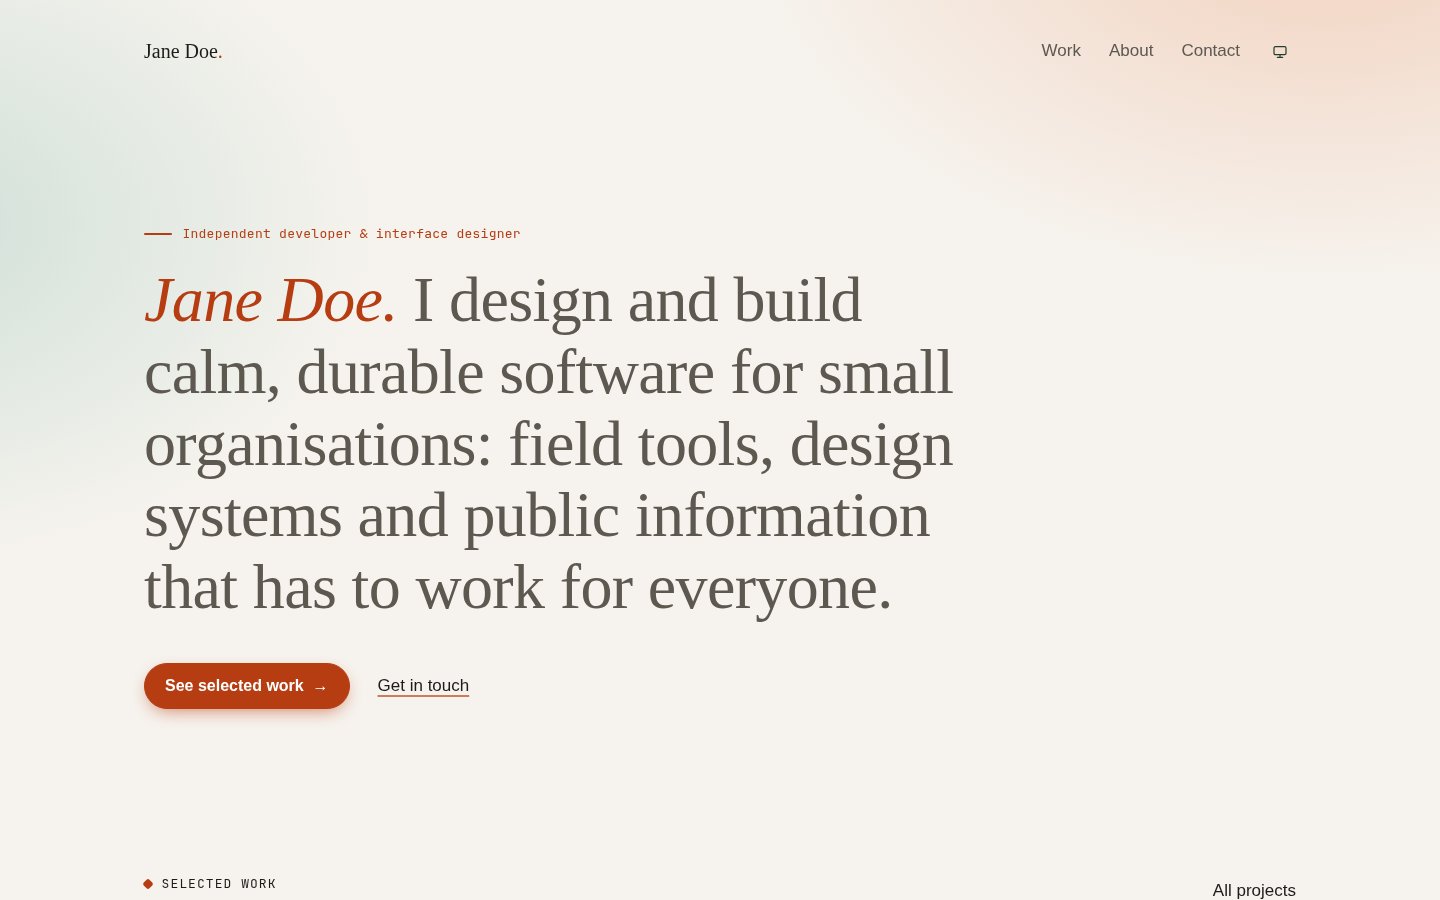 Jane Doe.
Work
About
Contact
Independent developer & interface designer
Jane Doe. I design and build
calm, durable software for small
organisations: field tools, design
systems and public information
that has to work for everyone.
See selected work →
Get in touch
SELECTED WORK
All projects